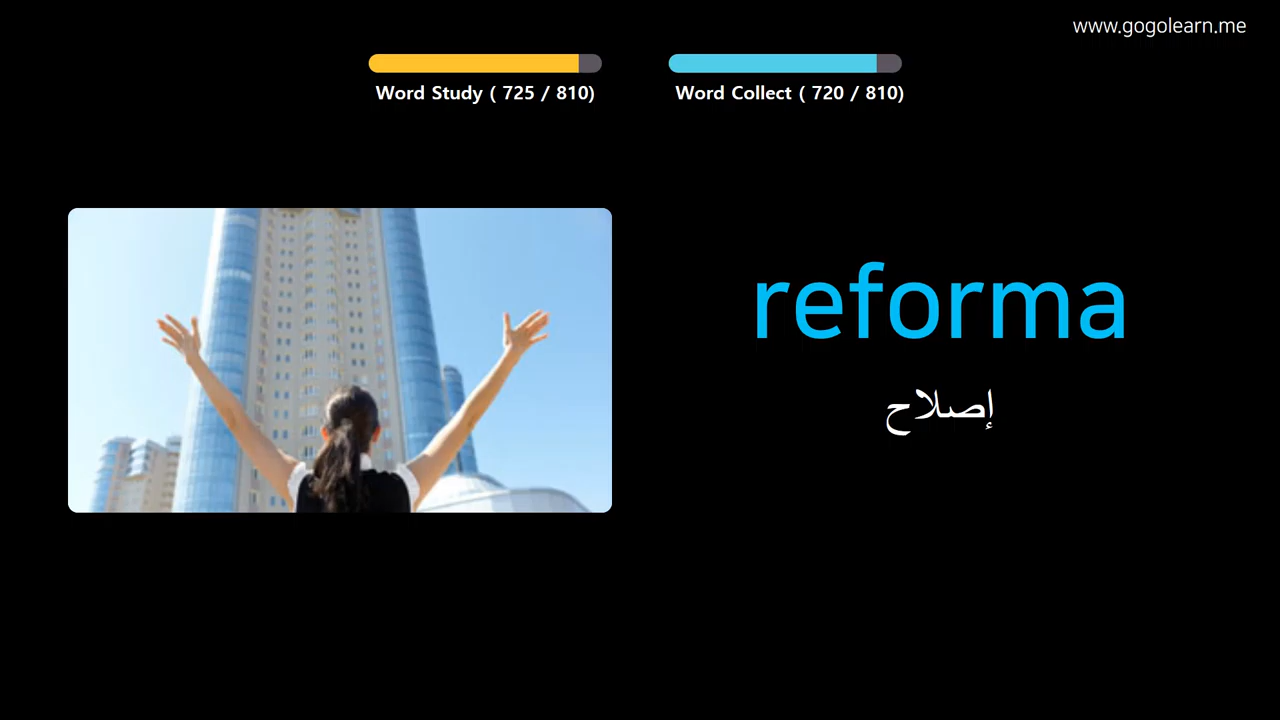 www.gogolearn.me
Word Study ( 725 / 810)
Word Collect ( 720 / 810)
reforma
إصلاح